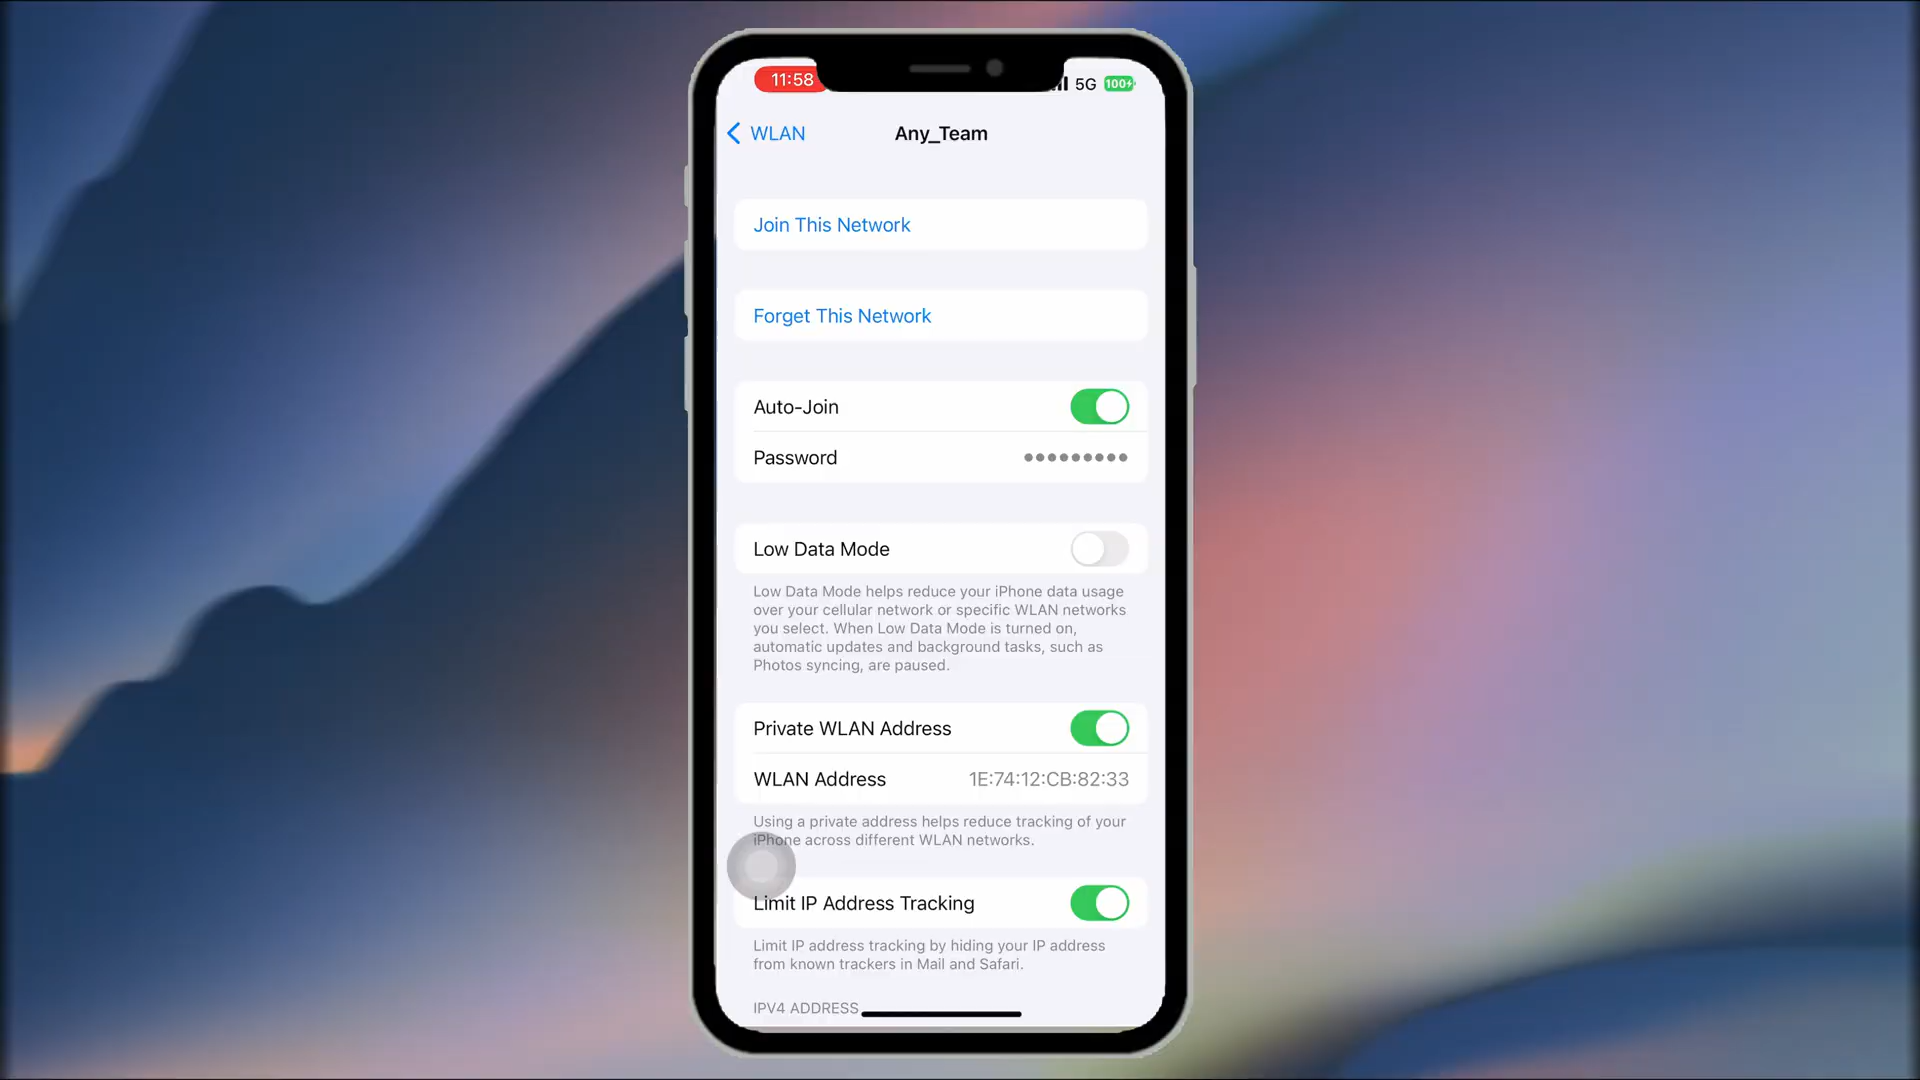 11:58
5G 100
WLAN
Any_Team
Join This Network
Forget This Network
Auto-Join
Password •••••••••
Low Data Mode
Low Data Mode helps reduce your iPhone data usage
over your cellular network or specific WLAN networks
you select. When Low Data Mode is turned on,
automatic updates and background tasks, such as
Photos syncing, are paused.
Private WLAN Address
WLAN Address 1E:74:12:CB:82:33
Using a private address helps reduce tracking of your
iPhone across different WLAN networks.
Limit IP Address Tracking
Limit IP address tracking by hiding your IP address
from known trackers in Mail and Safari.
IPV4 ADDRESS